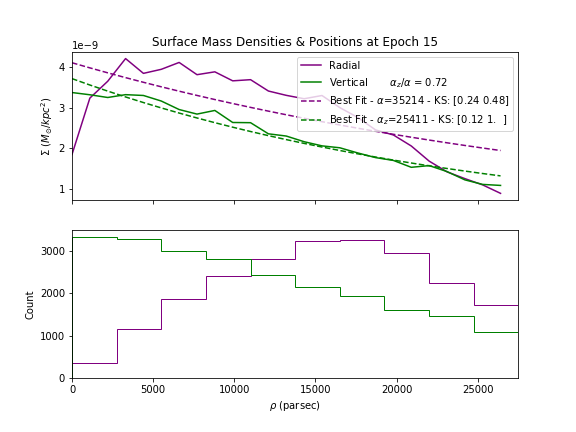 Surface Mass Densities & Positions at Epoch 15
1e−9
4
3
2
1
Σ (M⊙/kpc²)
Radial
Vertical αz/α = 0.72
Best Fit - α=35214 - KS: [0.24 0.48]
Best Fit - αz=25411 - KS: [0.12 1. ]
3000
2000
1000
0
Count
0 5000 10000 15000 20000 25000
ρ (parsec)